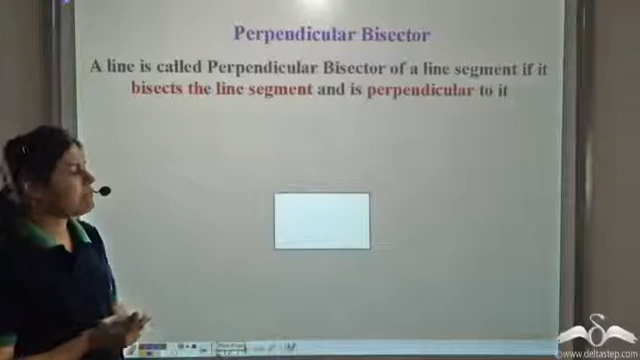 Perpendicular Bisector
A line is called Perpendicular Bisector of a line segment if it
bisects the line segment and is perpendicular to it
www.deltastep.com